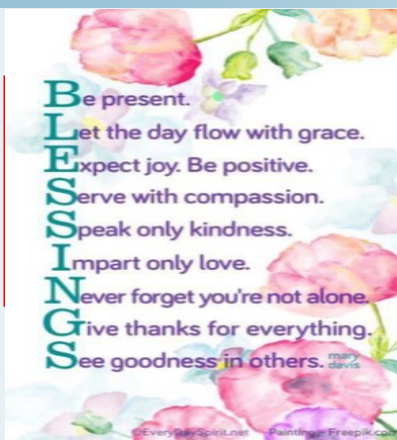 Be present.
Let the day flow with grace.
Expect joy. Be positive.
Serve with compassion.
Speak only kindness.
Impart only love.
Never forget you're not alone.
Give thanks for everything.
See goodness in others. mary davis
©EveryDaySpirit.net Painting - Freepik.com